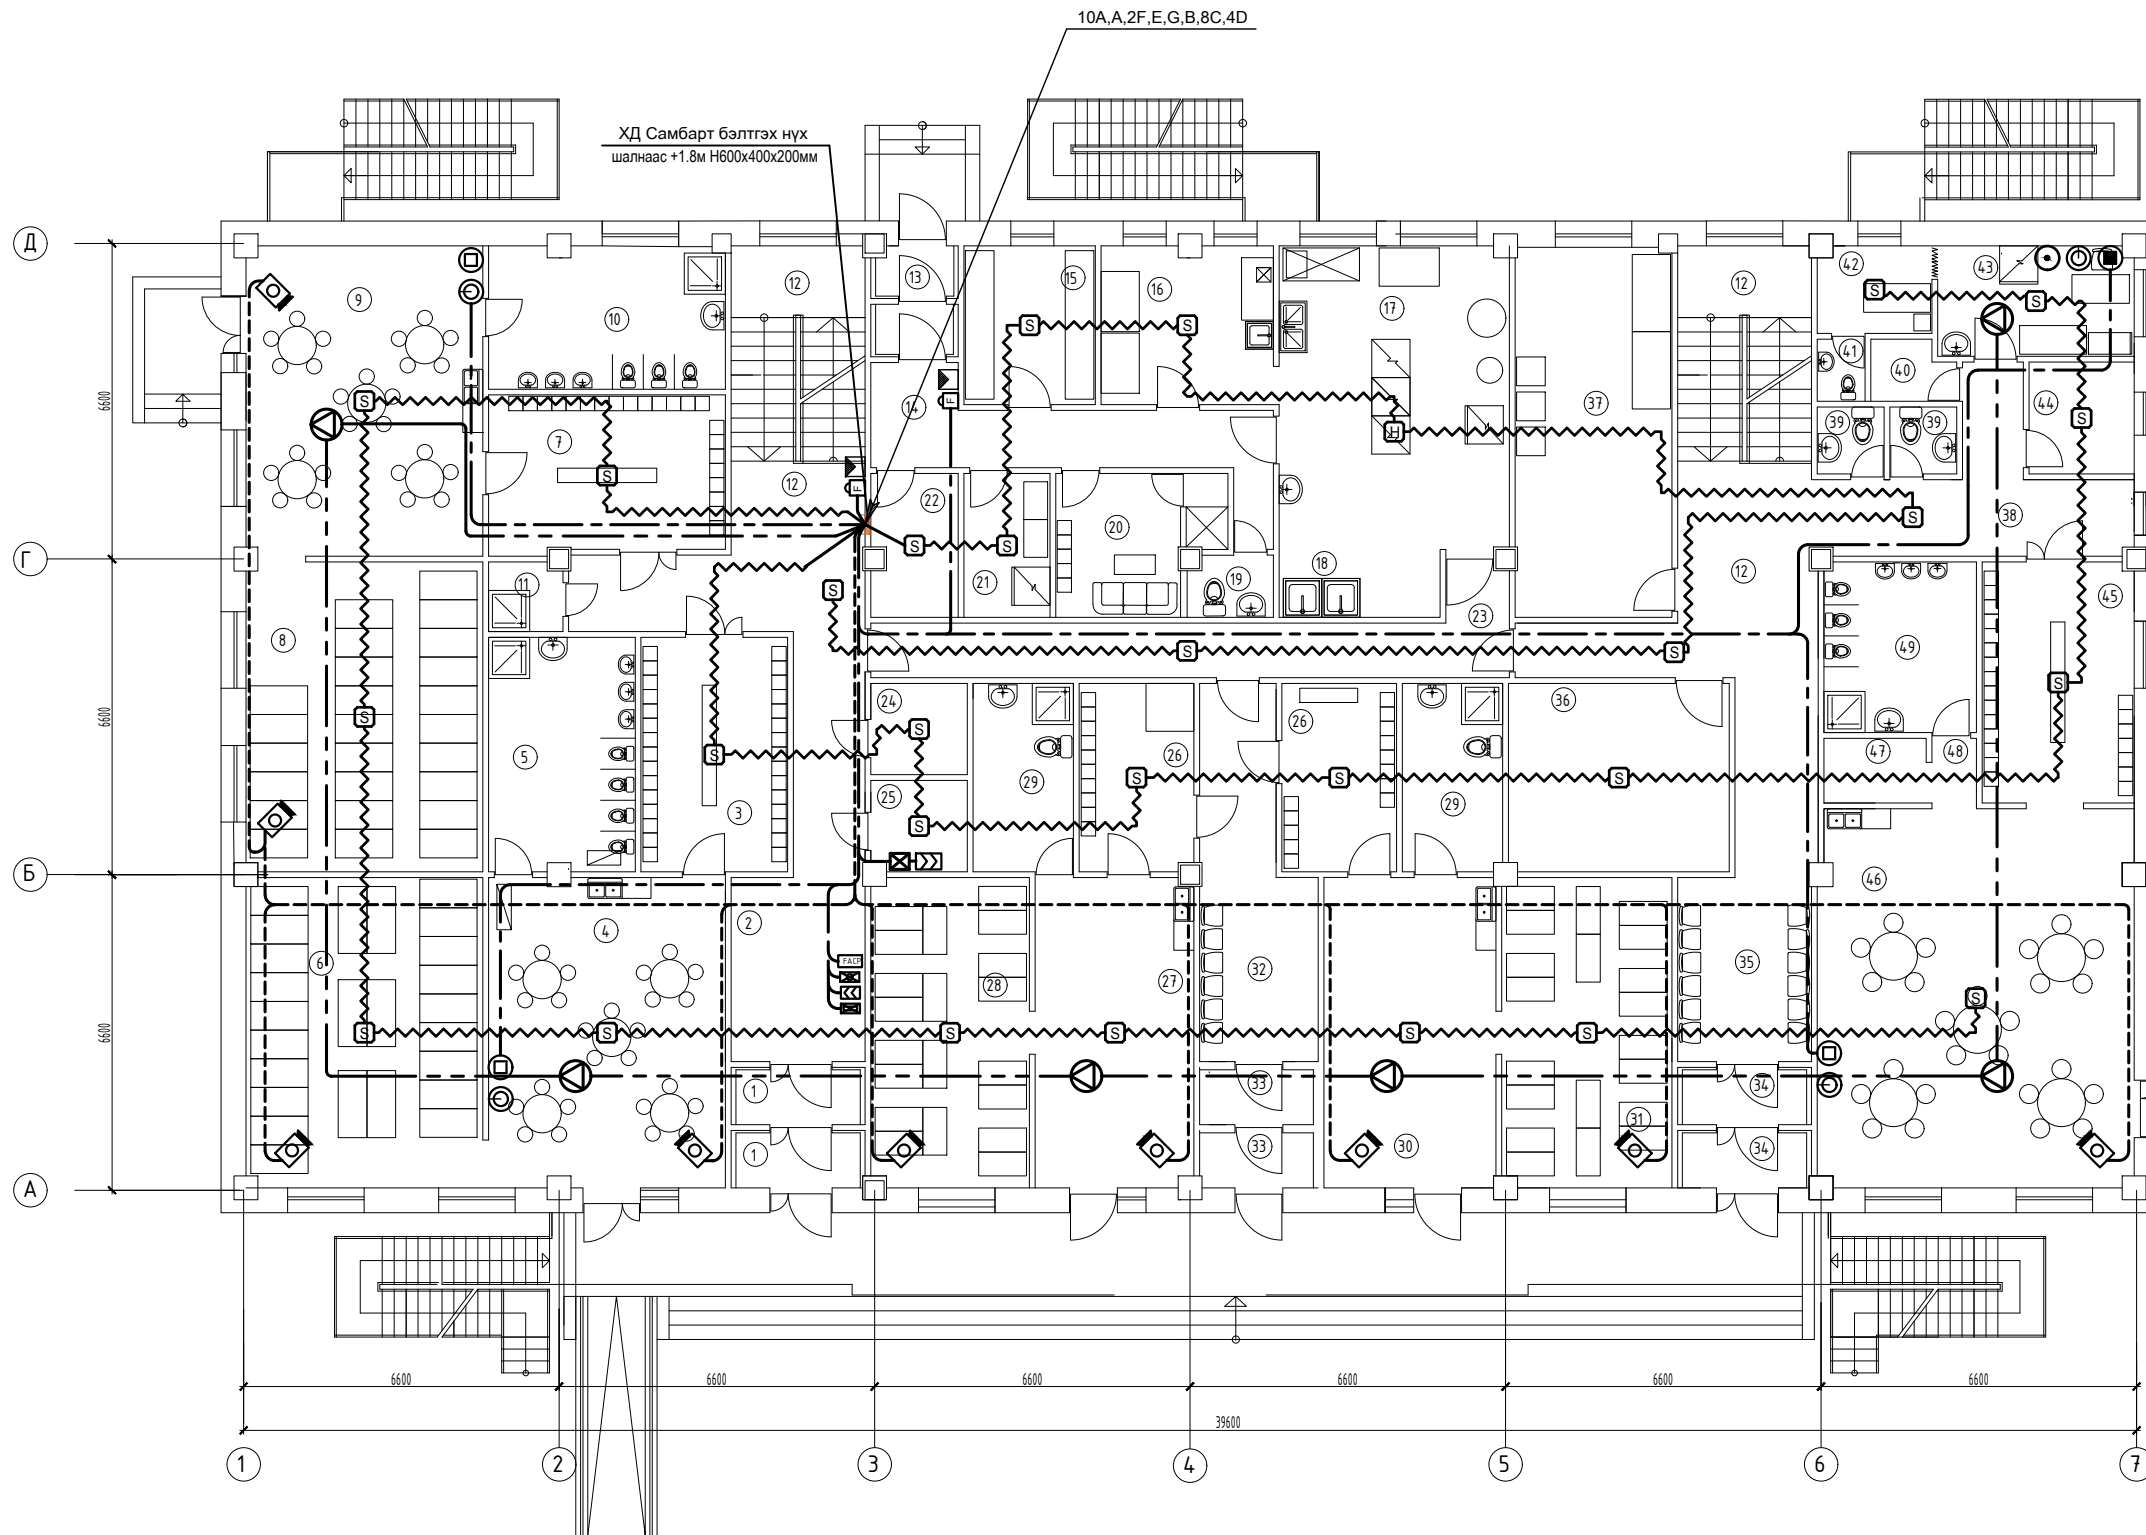 10A,A,2F,E,G,B,8C,4D
ХД Самбарт бэлтгэх нүх
шалнаас +1.8м H600x400x200мм
Д
9
12
13
15
16
17
12
42
43
10
S
S
S
S
41
40
6600
S
14
F
37
44
39
39
S
7
H
S
12
F
22
20
38
S
S
S
Г
21
18
11
S
19
12
45
8
23
49
S
S
S
S
24
36
26
S
S
6600
5
S
29
26
47
48
S
S
S
25
29
3
S
S
Б
46
2
4
6
FACP
28
27
32
35
S
6600
S
S
S
S
S
S
1
33
34
31
1
33
30
34
А
6600
6600
6600
6600
6600
6600
39600
1
2
3
4
5
6
7